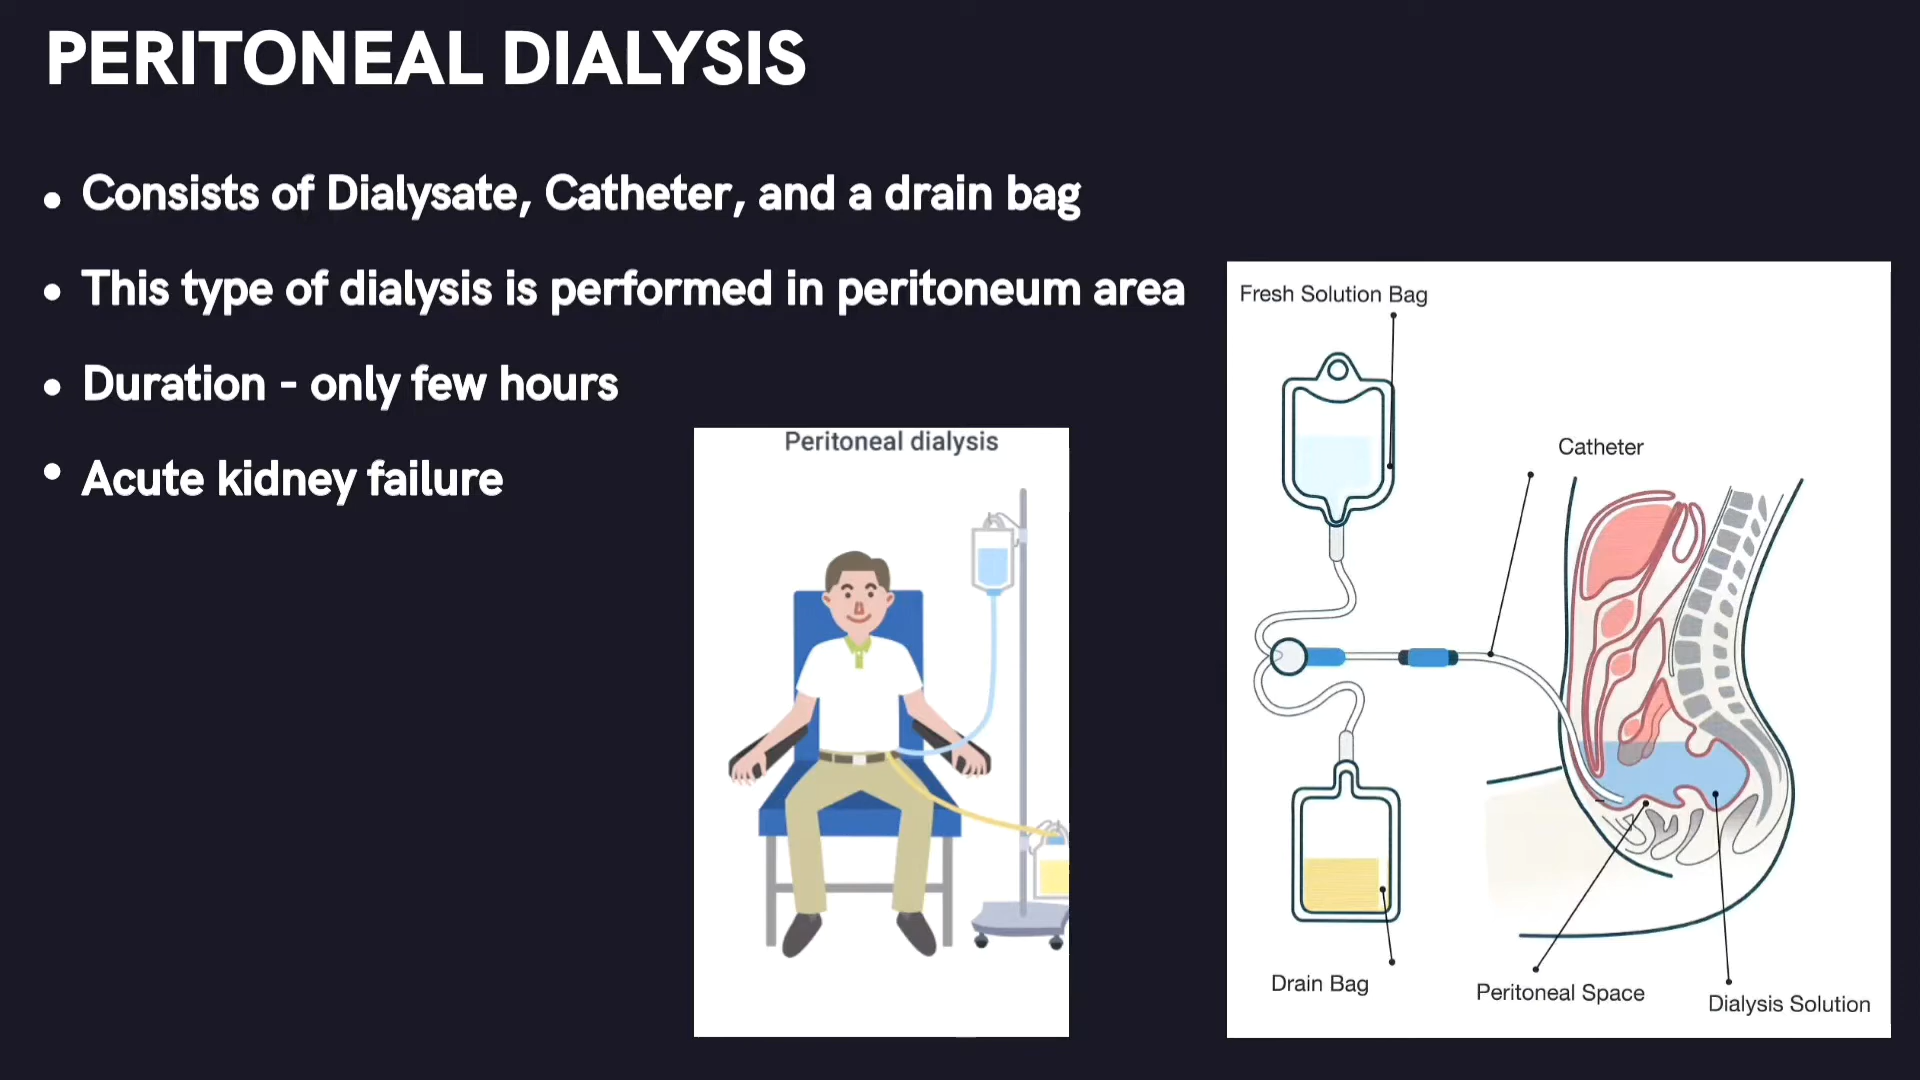 PERITONEAL DIALYSIS
• Consists of Dialysate, Catheter, and a drain bag
• This type of dialysis is performed in peritoneum area
• Duration - only few hours
• Acute kidney failure
Peritoneal dialysis
Fresh Solution Bag
Catheter
Drain Bag
Peritoneal Space
Dialysis Solution